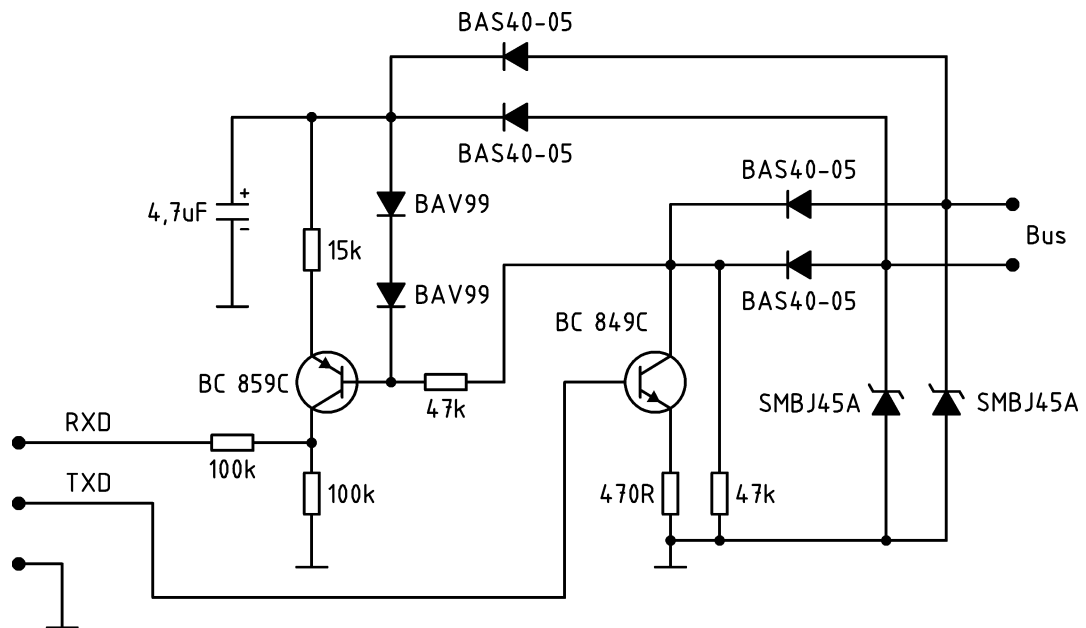 BAS40-05
BAS40-05
BAS40-05
+
4,7uF
-
BAV99
15k
Bus
BAV99
BAS40-05
BC 849C
BC 859C
47k
SMBJ45A
SMBJ45A
RXD
100k
TXD
100k
470R
47k